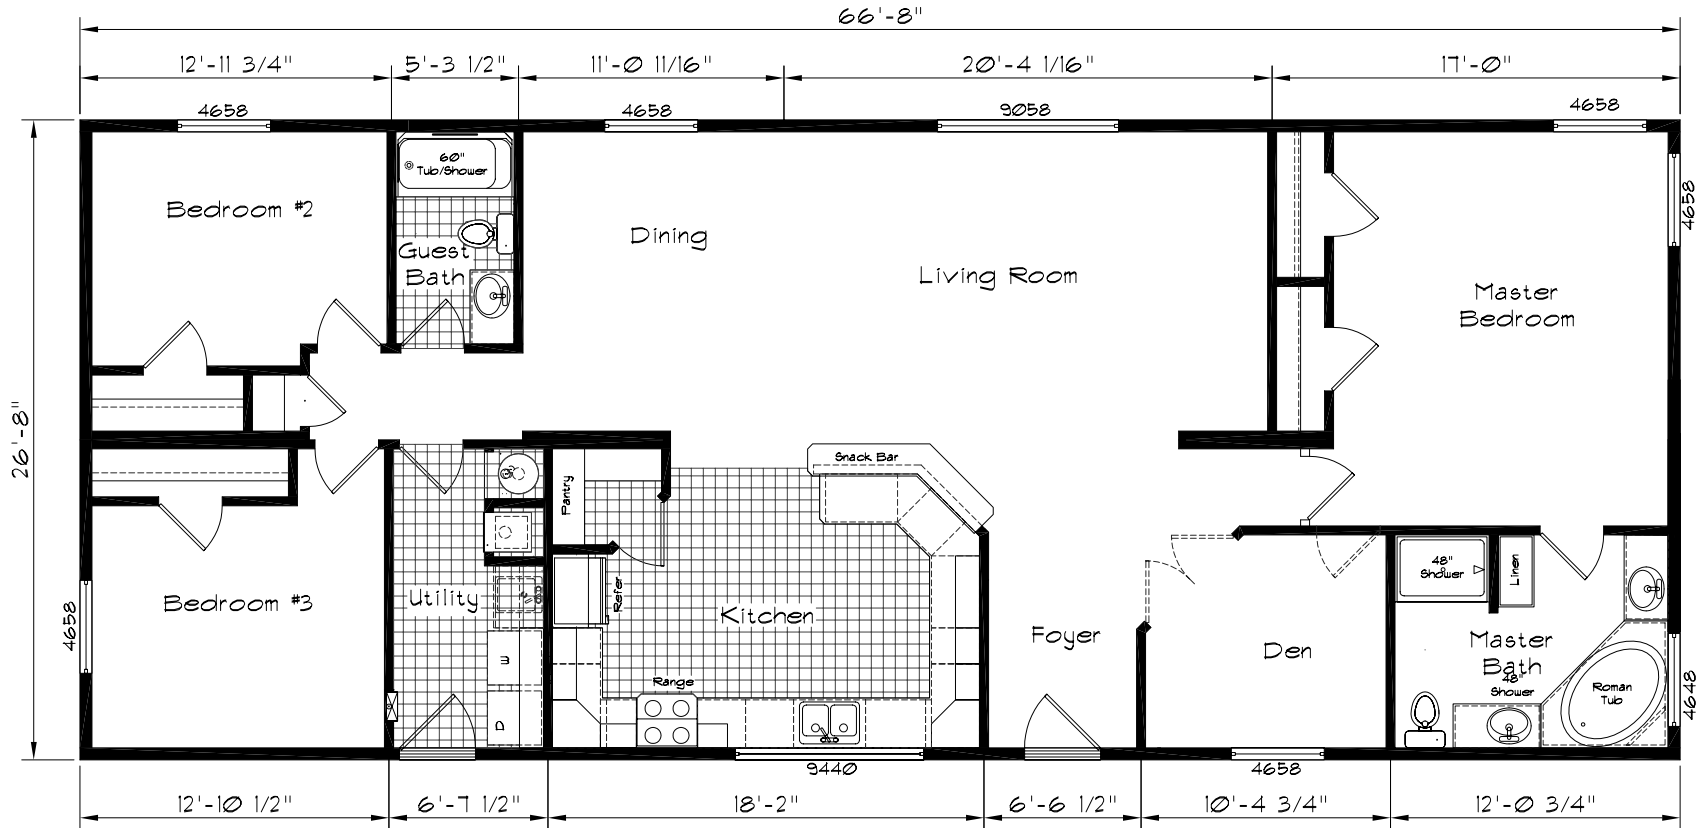 66'-8"
12'-11 3/4"
5'-3 1/2"
11'-0 11/16"
20'-4 1/16"
17'-0"
4658
4658
9058
4658
60"
Tub/Shower
Bedroom #2
Guest
Bath
Dining
Living Room
Master
Bedroom
4658
26'-8"
Snack Bar
Pantry
48"
Shower
Linen
Refer
Bedroom #3
Utility
Kitchen
Foyer
Den
Master
Bath
48"
Shower
Roman
Tub
4658
W
D
Range
4648
9440
4658
12'-10 1/2"
6'-7 1/2"
18'-2"
6'-6 1/2"
10'-4 3/4"
12'-0 3/4"